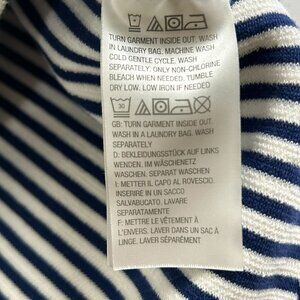 TURN GARMENT INSIDE OUT. WASH
IN LAUNDRY BAG. MACHINE WASH
COLD GENTLE CYCLE. WASH
SEPARATELY. ONLY NON-CHLORINE
BLEACH WHEN NEEDED. TUMBLE
DRY LOW. LOW IRON IF NEEDED
30
GB: TURN GARMENT INSIDE OUT. WASH
IN A LAUNDRY BAG. WASH
SEPARATELY
D: BEKLEIDUNGSSTÜCK AUF LINKS
WENDEN. IM WÄSCHENETZ
WASCHEN. SEPARAT WASCHEN
I: METTER IL CAPO AL ROVESCIO.
INSERIRE IN UN SACCO
SALVABUCATO. LAVARE
SEPARATAMENTE
F: METTRE LE VÊTEMENT À
L'ENVERS. LAVER DANS UN SAC À
LINGE. LAVER SÉPARÉMENT